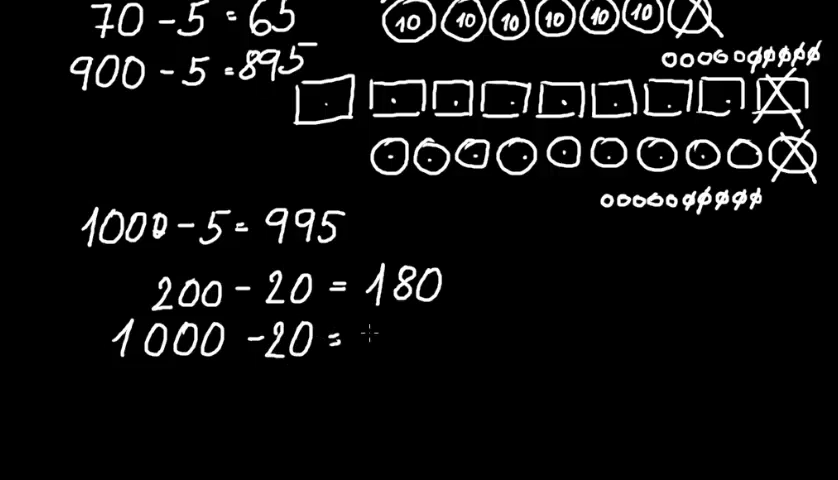 70 - 5 = 65
10 10 10 10 10 10
900 - 5 = 895
1000 - 5 = 995
200 - 20 = 180
1000 - 20 =